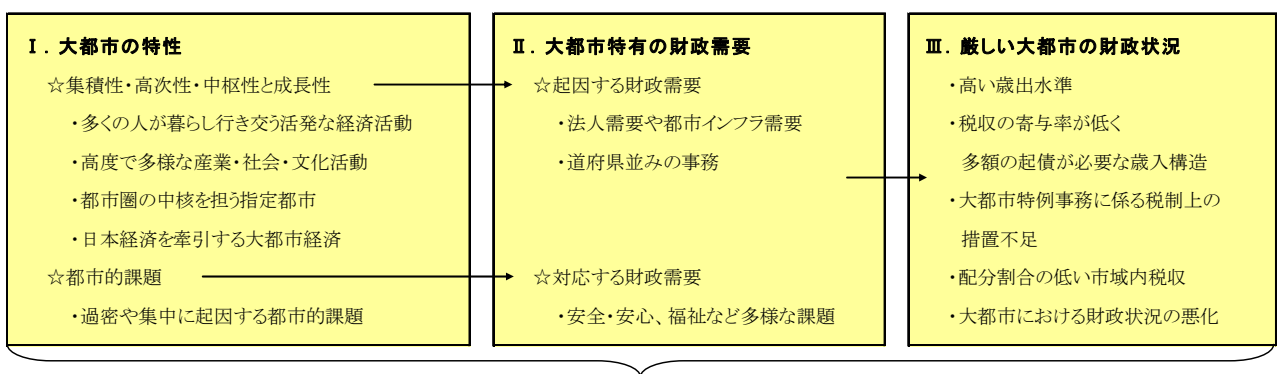 Ⅰ．大都市の特性
☆集積性・高次性・中枢性と成長性
・多くの人が暮らし行き交う活発な経済活動
・高度で多様な産業・社会・文化活動
・都市圏の中核を担う指定都市
・日本経済を牽引する大都市経済
☆都市的課題
・過密や集中に起因する都市的課題
Ⅱ．大都市特有の財政需要
☆起因する財政需要
・法人需要や都市インフラ需要
・道府県並みの事務
☆対応する財政需要
・安全・安心、福祉など多様な課題
Ⅲ．厳しい大都市の財政状況
・高い歳出水準
・税収の寄与率が低く
多額の起債が必要な歳入構造
・大都市特例事務に係る税制上の
措置不足
・配分割合の低い市域内税収
・大都市における財政状況の悪化